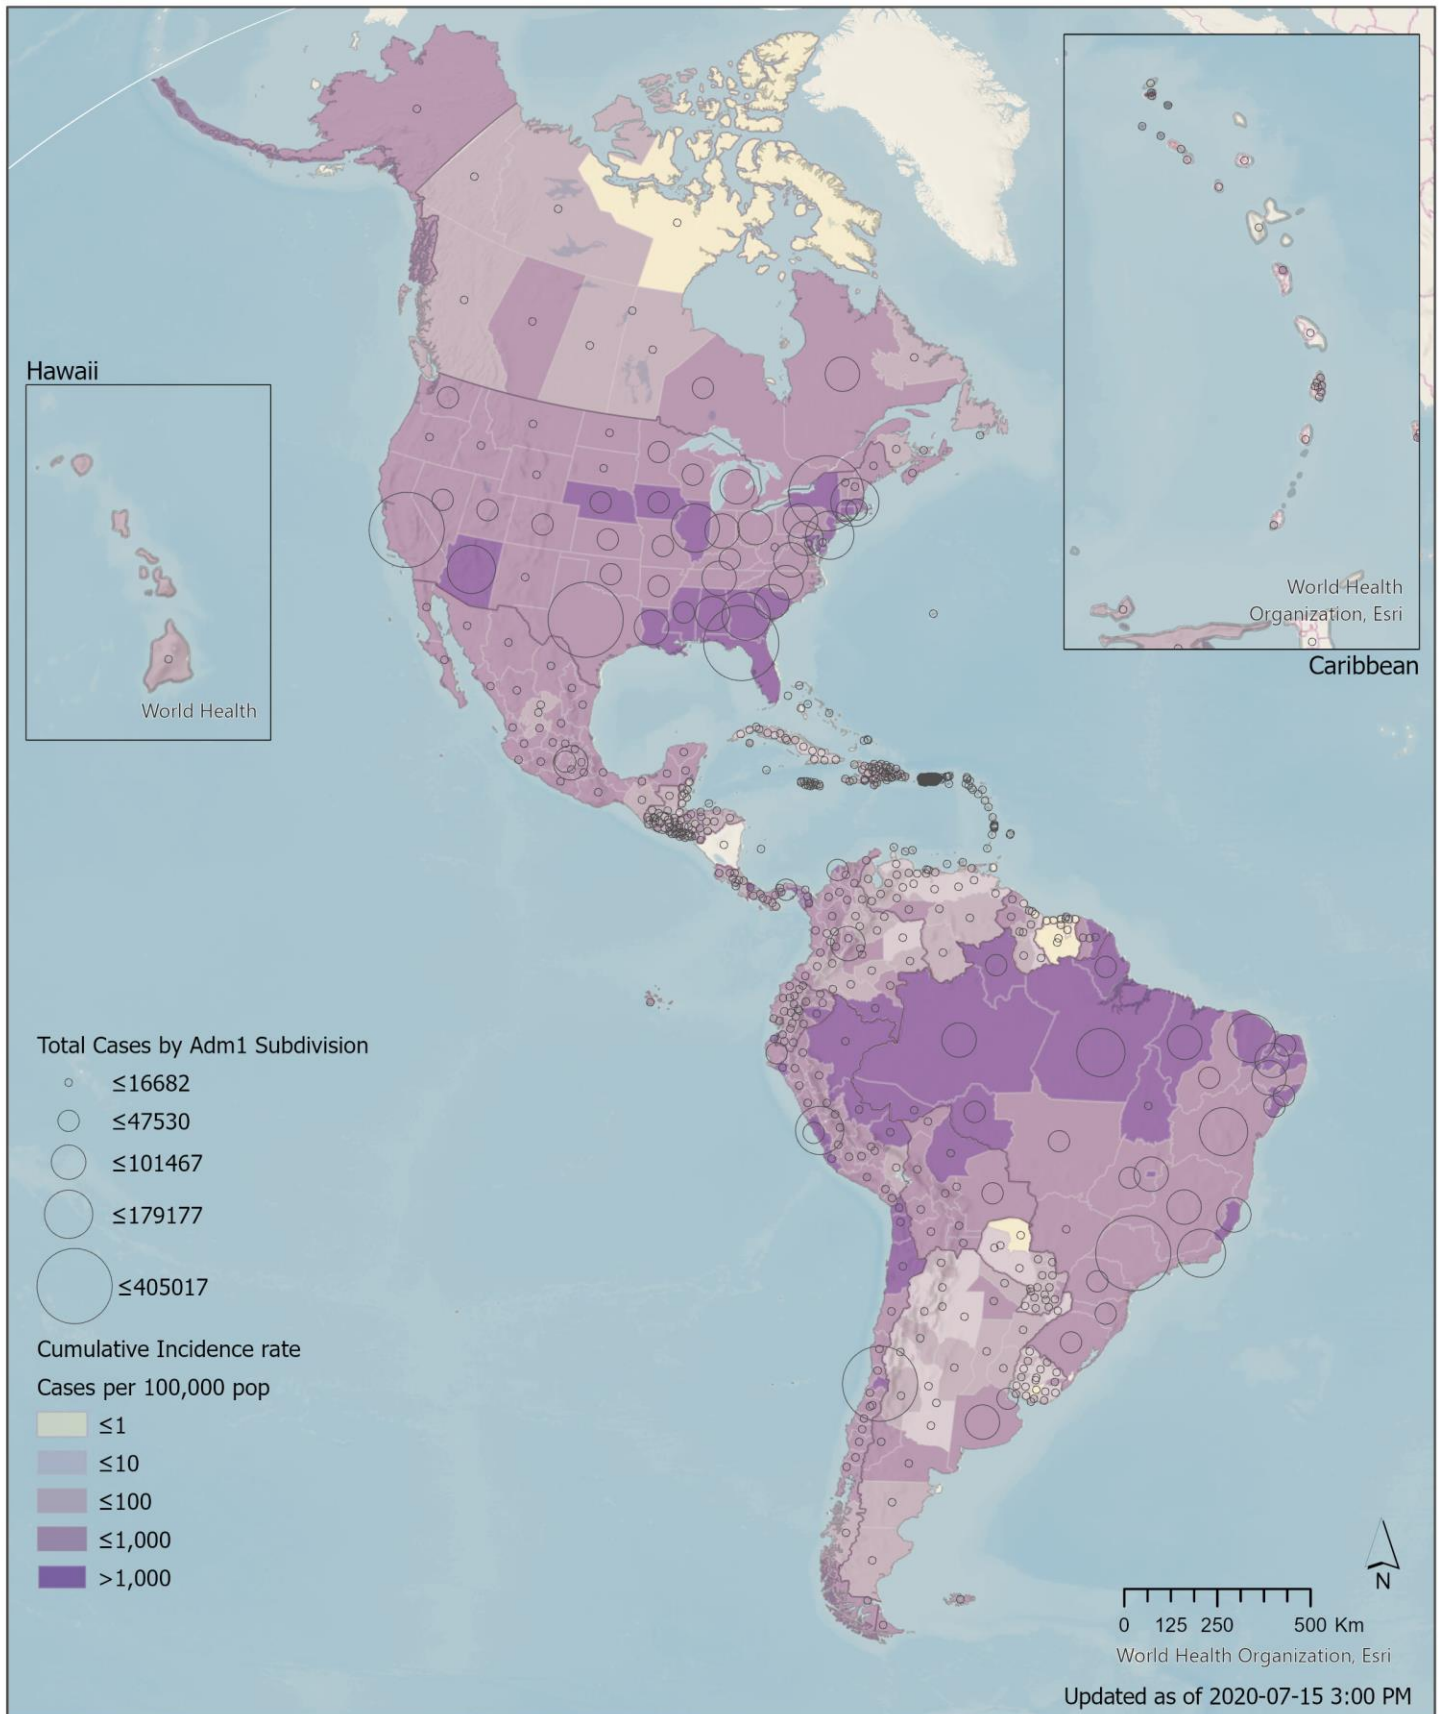 Hawaii
World Health
World Health
Organization, Esri
Caribbean
Total Cases by Adm1 Subdivision
≤16682
≤47530
≤101467
≤179177
≤405017
Cumulative Incidence rate
Cases per 100,000 pop
≤1
≤10
≤100
≤1,000
>1,000
N
0 125 250 500 Km
World Health Organization, Esri
Updated as of 2020-07-15 3:00 PM